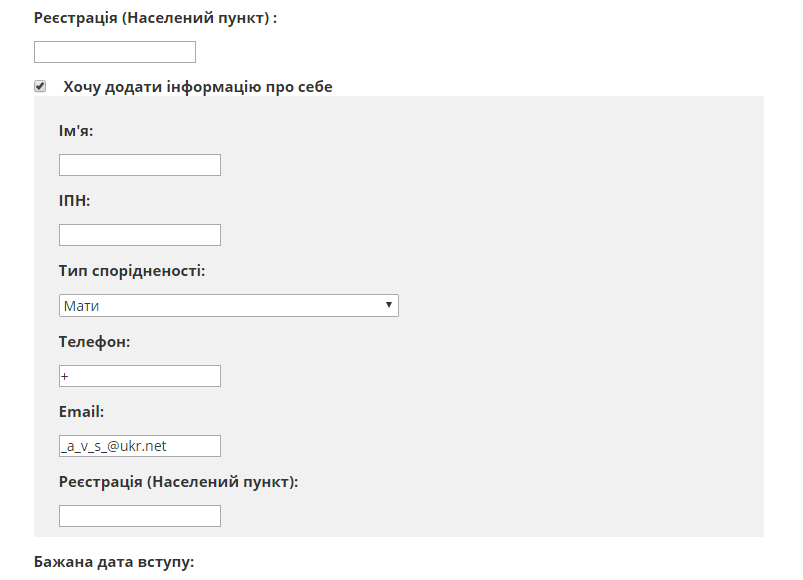 Реєстрація (Населений пункт) :
Хочу додати інформацію про себе
Ім'я:
ІПН:
Тип спорідненості:
Мати
Телефон:
+
Email:
_a_v_s_@ukr.net
Реєстрація (Населений пункт):
Бажана дата вступу: